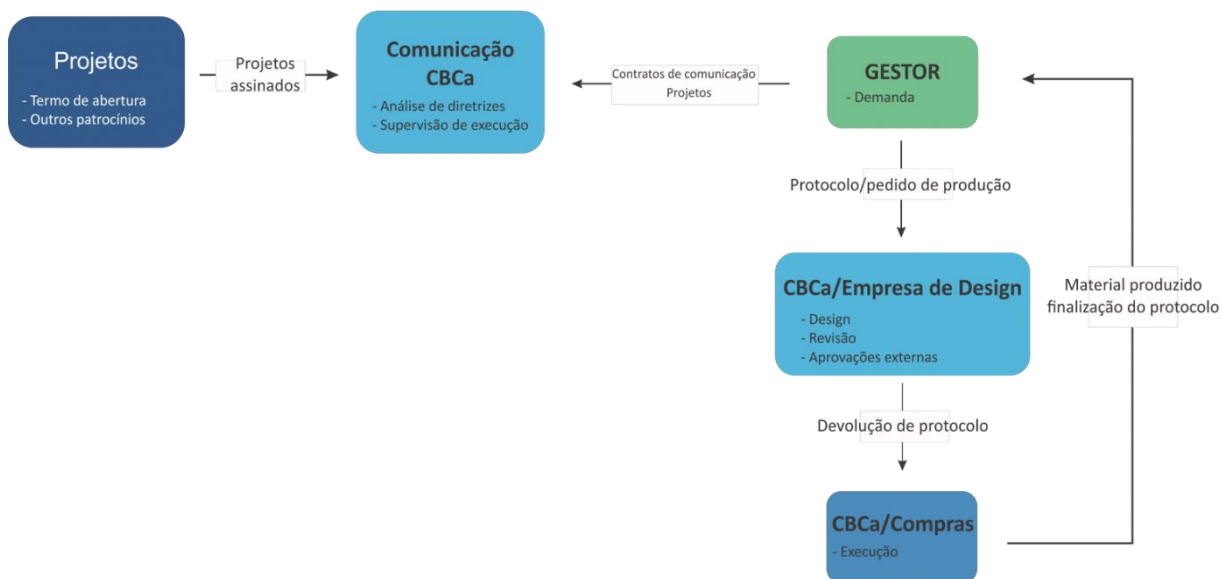 Projetos
- Termo de abertura
- Outros patrocínios
Projetos
assinados
Comunicação
CBCa
- Análise de diretrizes
- Supervisão de execução
Contratos de comunicação
Projetos
GESTOR
- Demanda
Protocolo/pedido de produção
CBCa/Empresa de Design
- Design
- Revisão
- Aprovações externas
Material produzido
finalização do protocolo
Devolução de protocolo
CBCa/Compras
- Execução